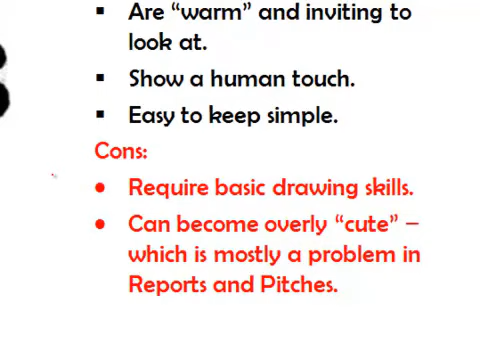 ▪ Are “warm” and inviting to
look at.
▪ Show a human touch.
▪ Easy to keep simple.
Cons:
• Require basic drawing skills.
• Can become overly “cute” –
which is mostly a problem in
Reports and Pitches.